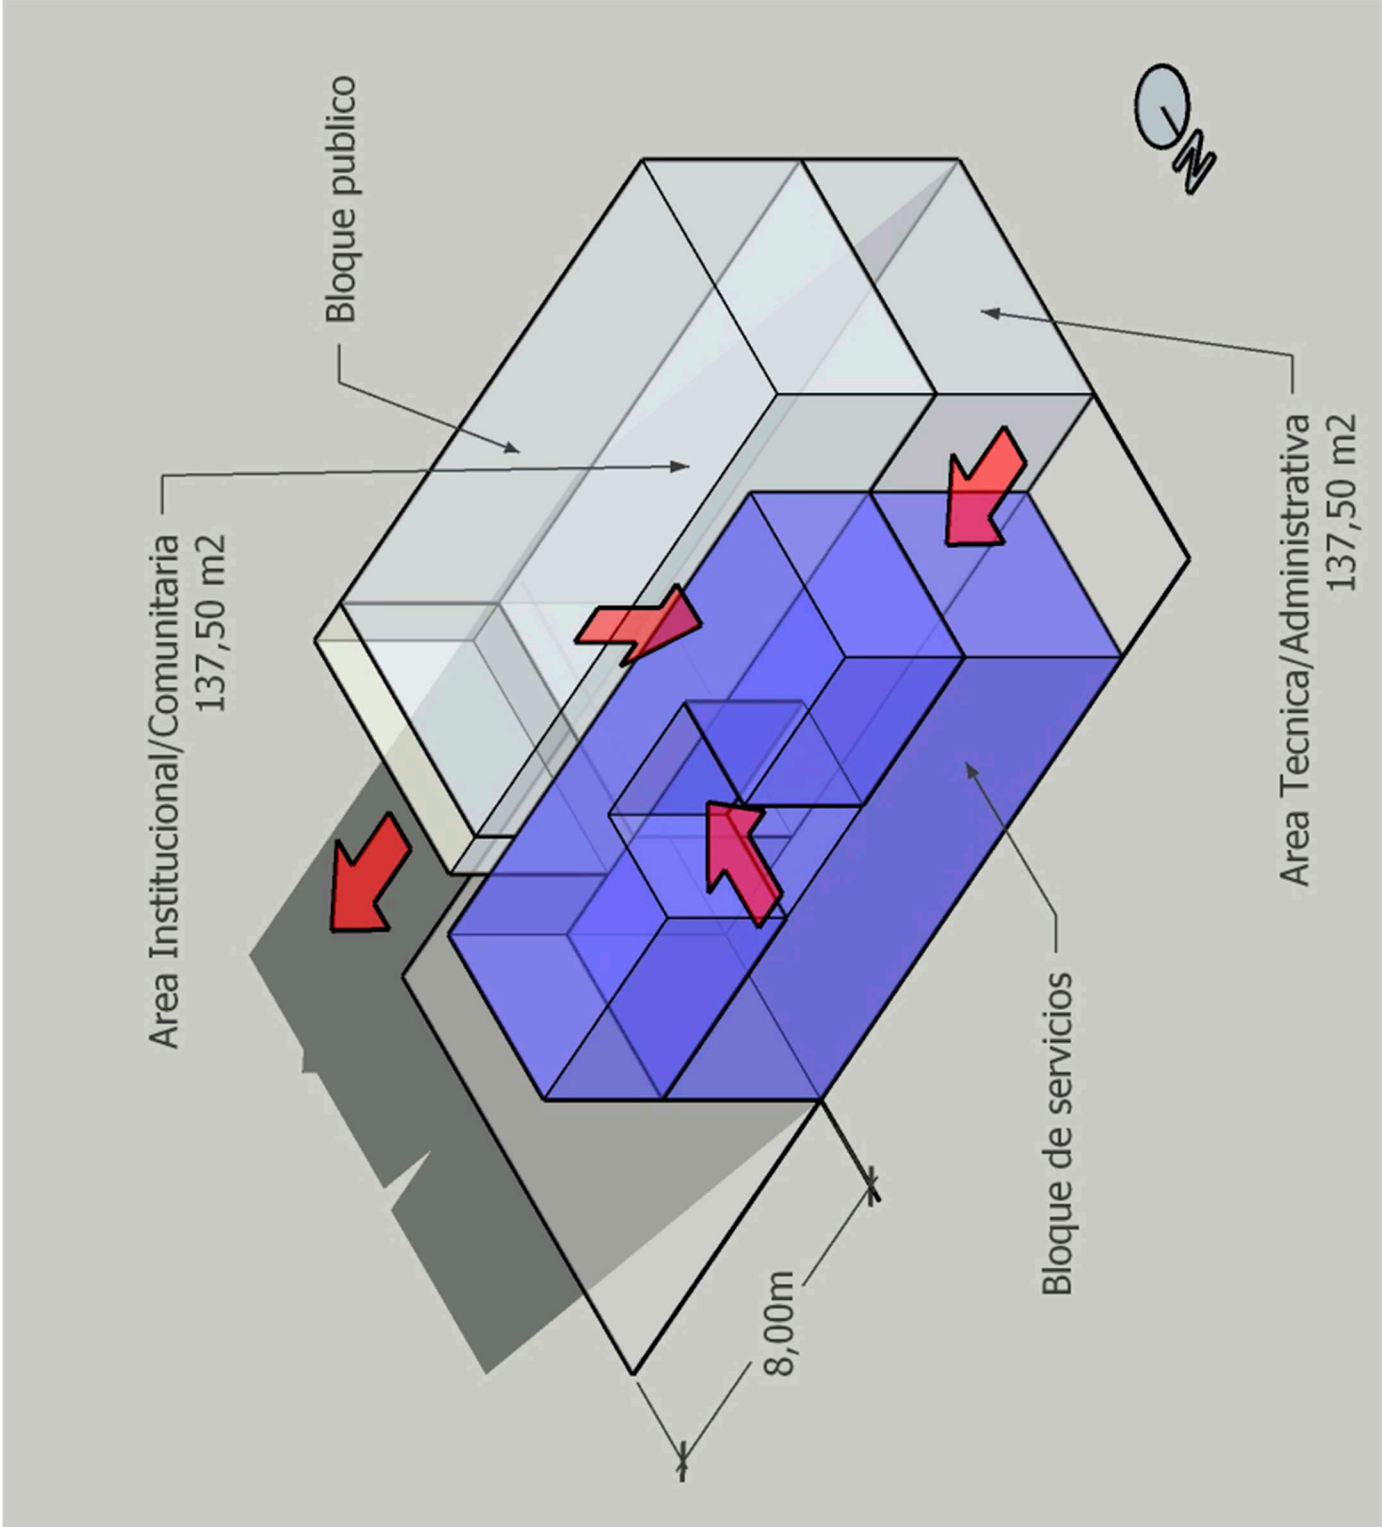 Area Institucional/Comunitaria
137,50 m2
Bloque publico
8,00m
Bloque de servicios
Area Tecnica/Administrativa
137,50 m2
N